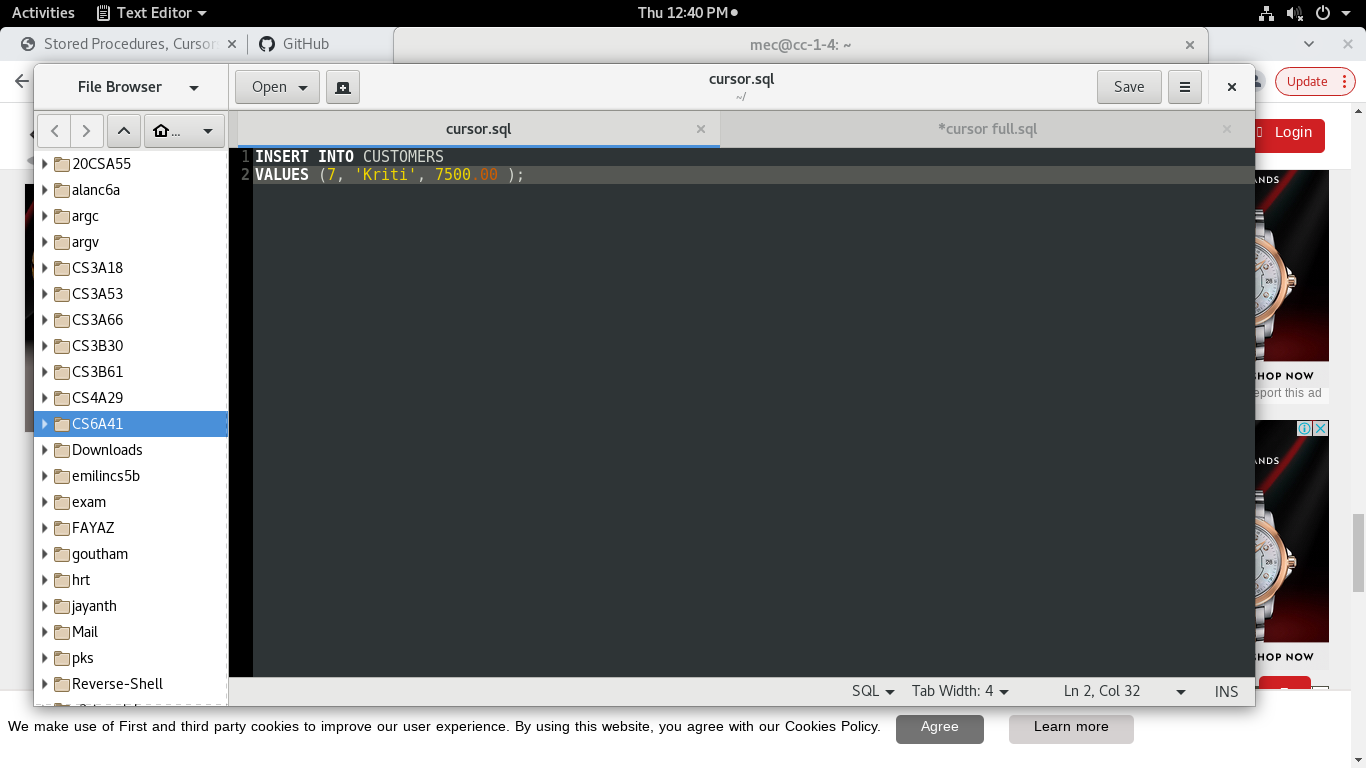 Activities Text Editor Thu 12:40 PM
Stored Procedures, Curso GitHub mec@cc-1-4: ~
File Browser Open cursor.sql Save
~/
Update
... cursor.sql *cursor full.sql
Login
1 INSERT INTO CUSTOMERS
2 VALUES (7, 'Kriti', 7500.00 );
20CSA55
alanc6a
argc
argv
CS3A18
CS3A53
CS3A66
CS3B30
CS3B61
CS4A29
CS6A41
Downloads
emilincs5b
exam
FAYAZ
goutham
hrt
jayanth
Mail
pks
Reverse-Shell
ANDS
28
SHOP NOW
eport this ad
ANDS
28
SHOP NOW
SQL Tab Width: 4 Ln 2, Col 32 INS
We make use of First and third party cookies to improve our user experience. By using this website, you agree with our Cookies Policy. Agree Learn more